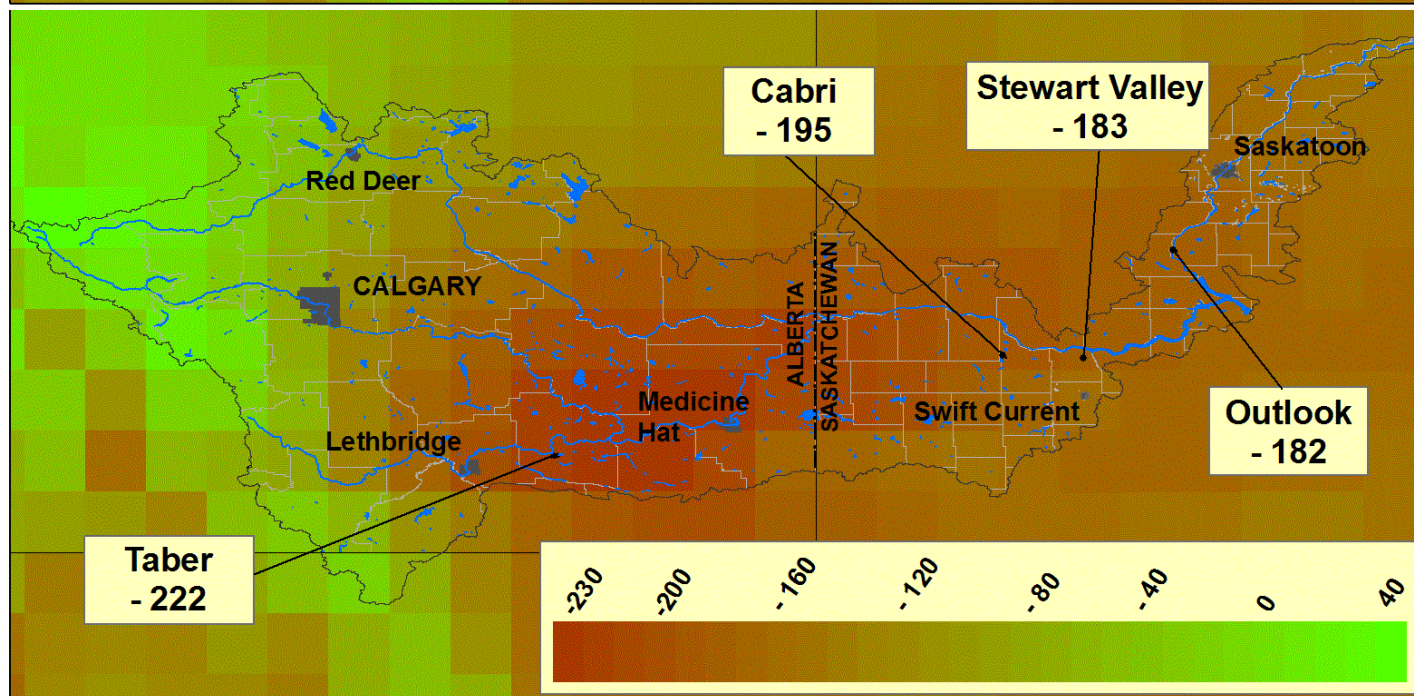 Cabri
- 195
Stewart Valley
- 183
Saskatoon
Red Deer
CALGARY
ALBERTA
SASKATCHEWAN
Medicine
Hat
Swift Current
Lethbridge
Outlook
- 182
Taber
- 222
-230
-200
- 160
- 120
- 80
- 40
0
40